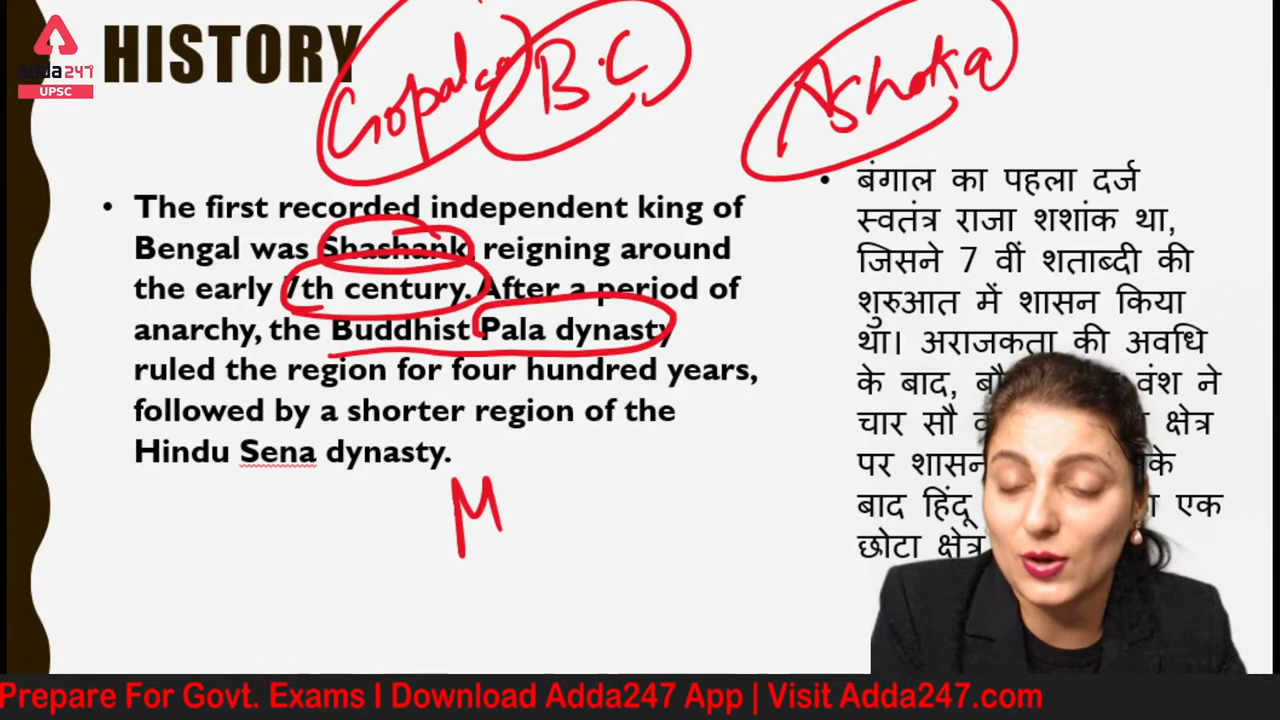 HISTORY
adda247
UPSC
Gopala
B.C
Ashoka
• The first recorded independent king of
Bengal was Shashank, reigning around
the early 7th century. After a period of
anarchy, the Buddhist Pala dynasty
ruled the region for four hundred years,
followed by a shorter region of the
Hindu Sena dynasty.
M
• बंगाल का पहला दर्ज
स्वतंत्र राजा शशांक था,
जिसने 7 वीं शताब्दी की
शुरुआत में शासन किया
था। अराजकता की अवधि
के बाद, वंश ने
चार सौ क्षेत्र
पर
बाद हिंदू एक
छोटा क्षेत्र
Prepare For Govt. Exams I Download Adda247 App | Visit Adda247.com